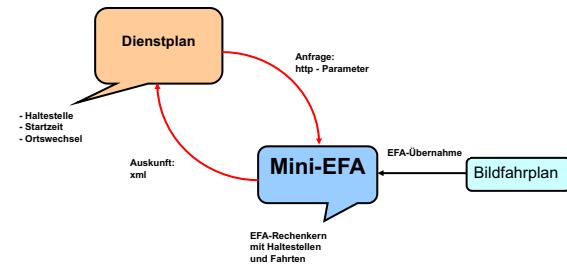 Dienstplan
Anfrage:
http - Parameter
- Haltestelle
- Startzeit
- Ortswechsel
Auskunft:
xml
Mini-EFA
EFA-Übernahme
Bildfahrplan
EFA-Rechenkern
mit Haltestellen
und Fahrten